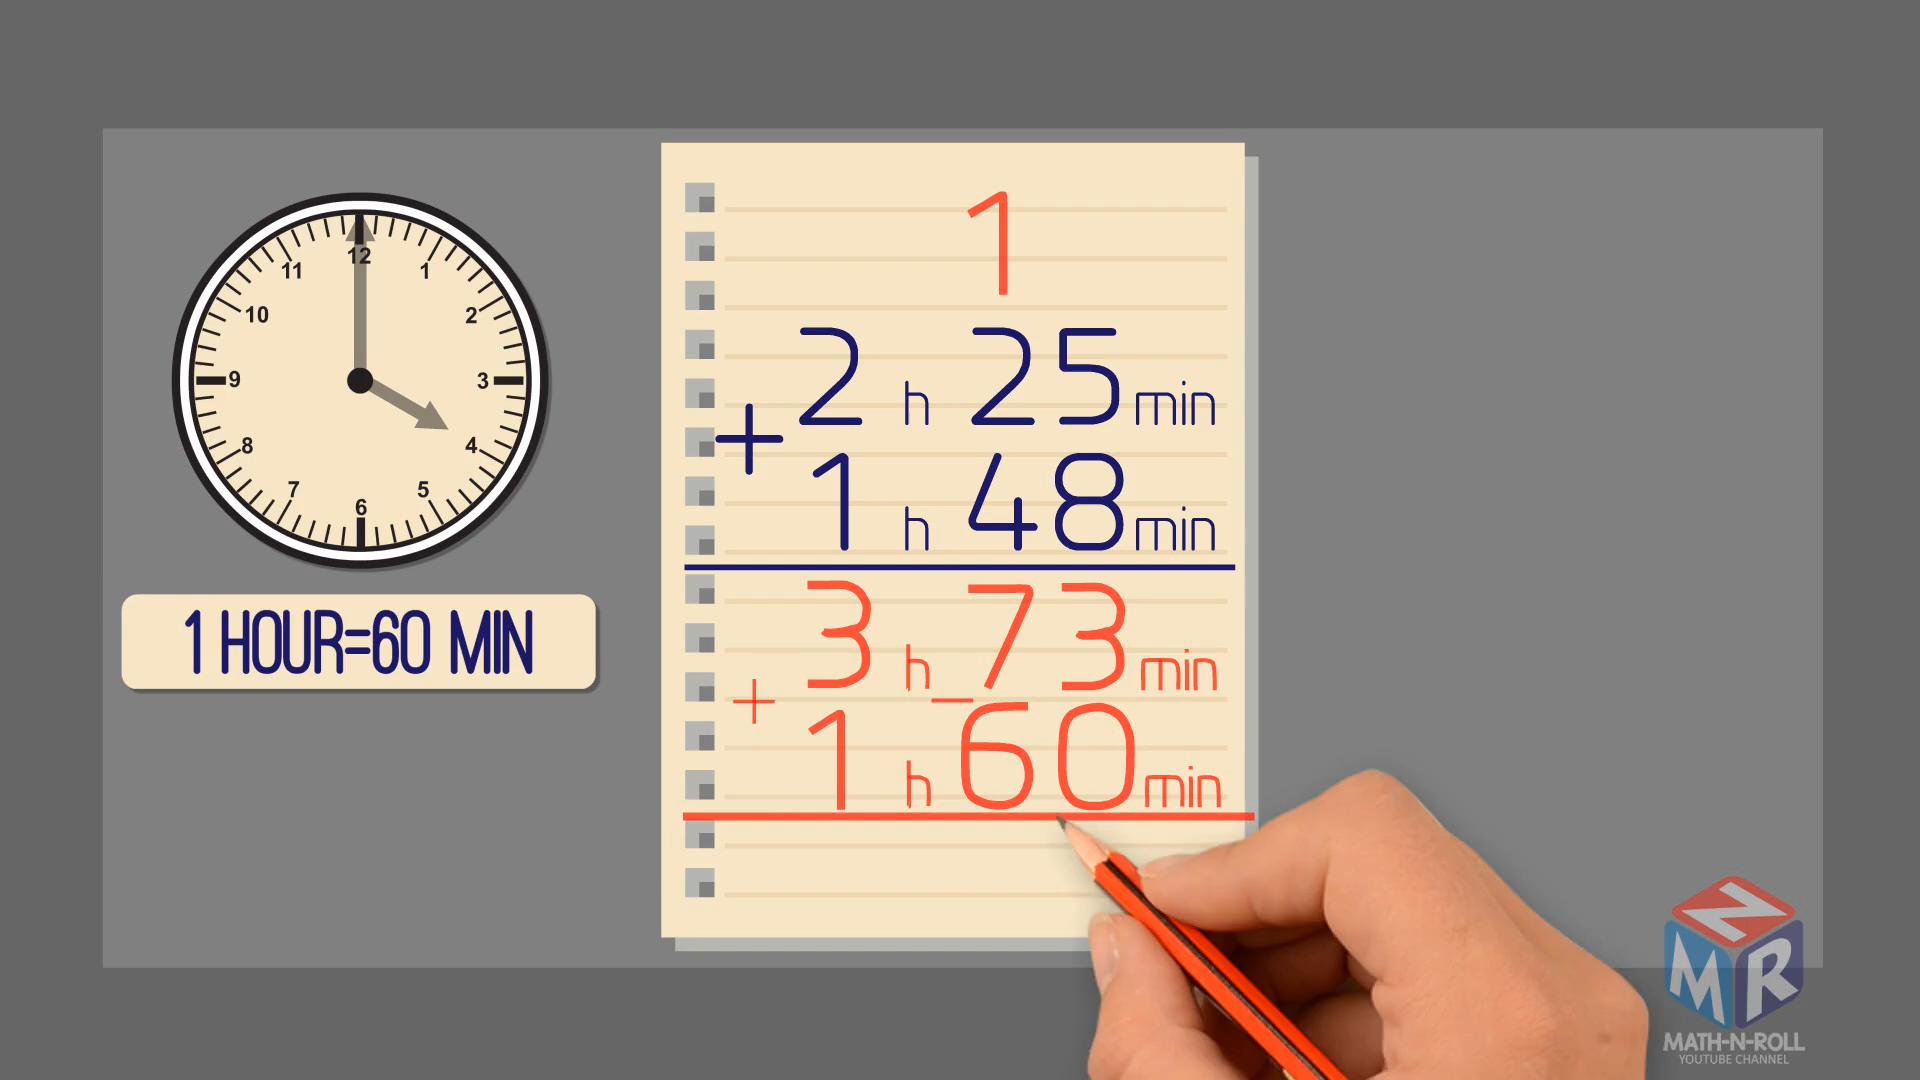 12
11
1
10
2
9
3
8
4
7
5
6
1 HOUR=60 MIN
1
2 h 25 min
+
1 h 48 min
3 h 73 min
+ −
1 h 60 min
N
M R
MATH-N-ROLL
YOUTUBE CHANNEL